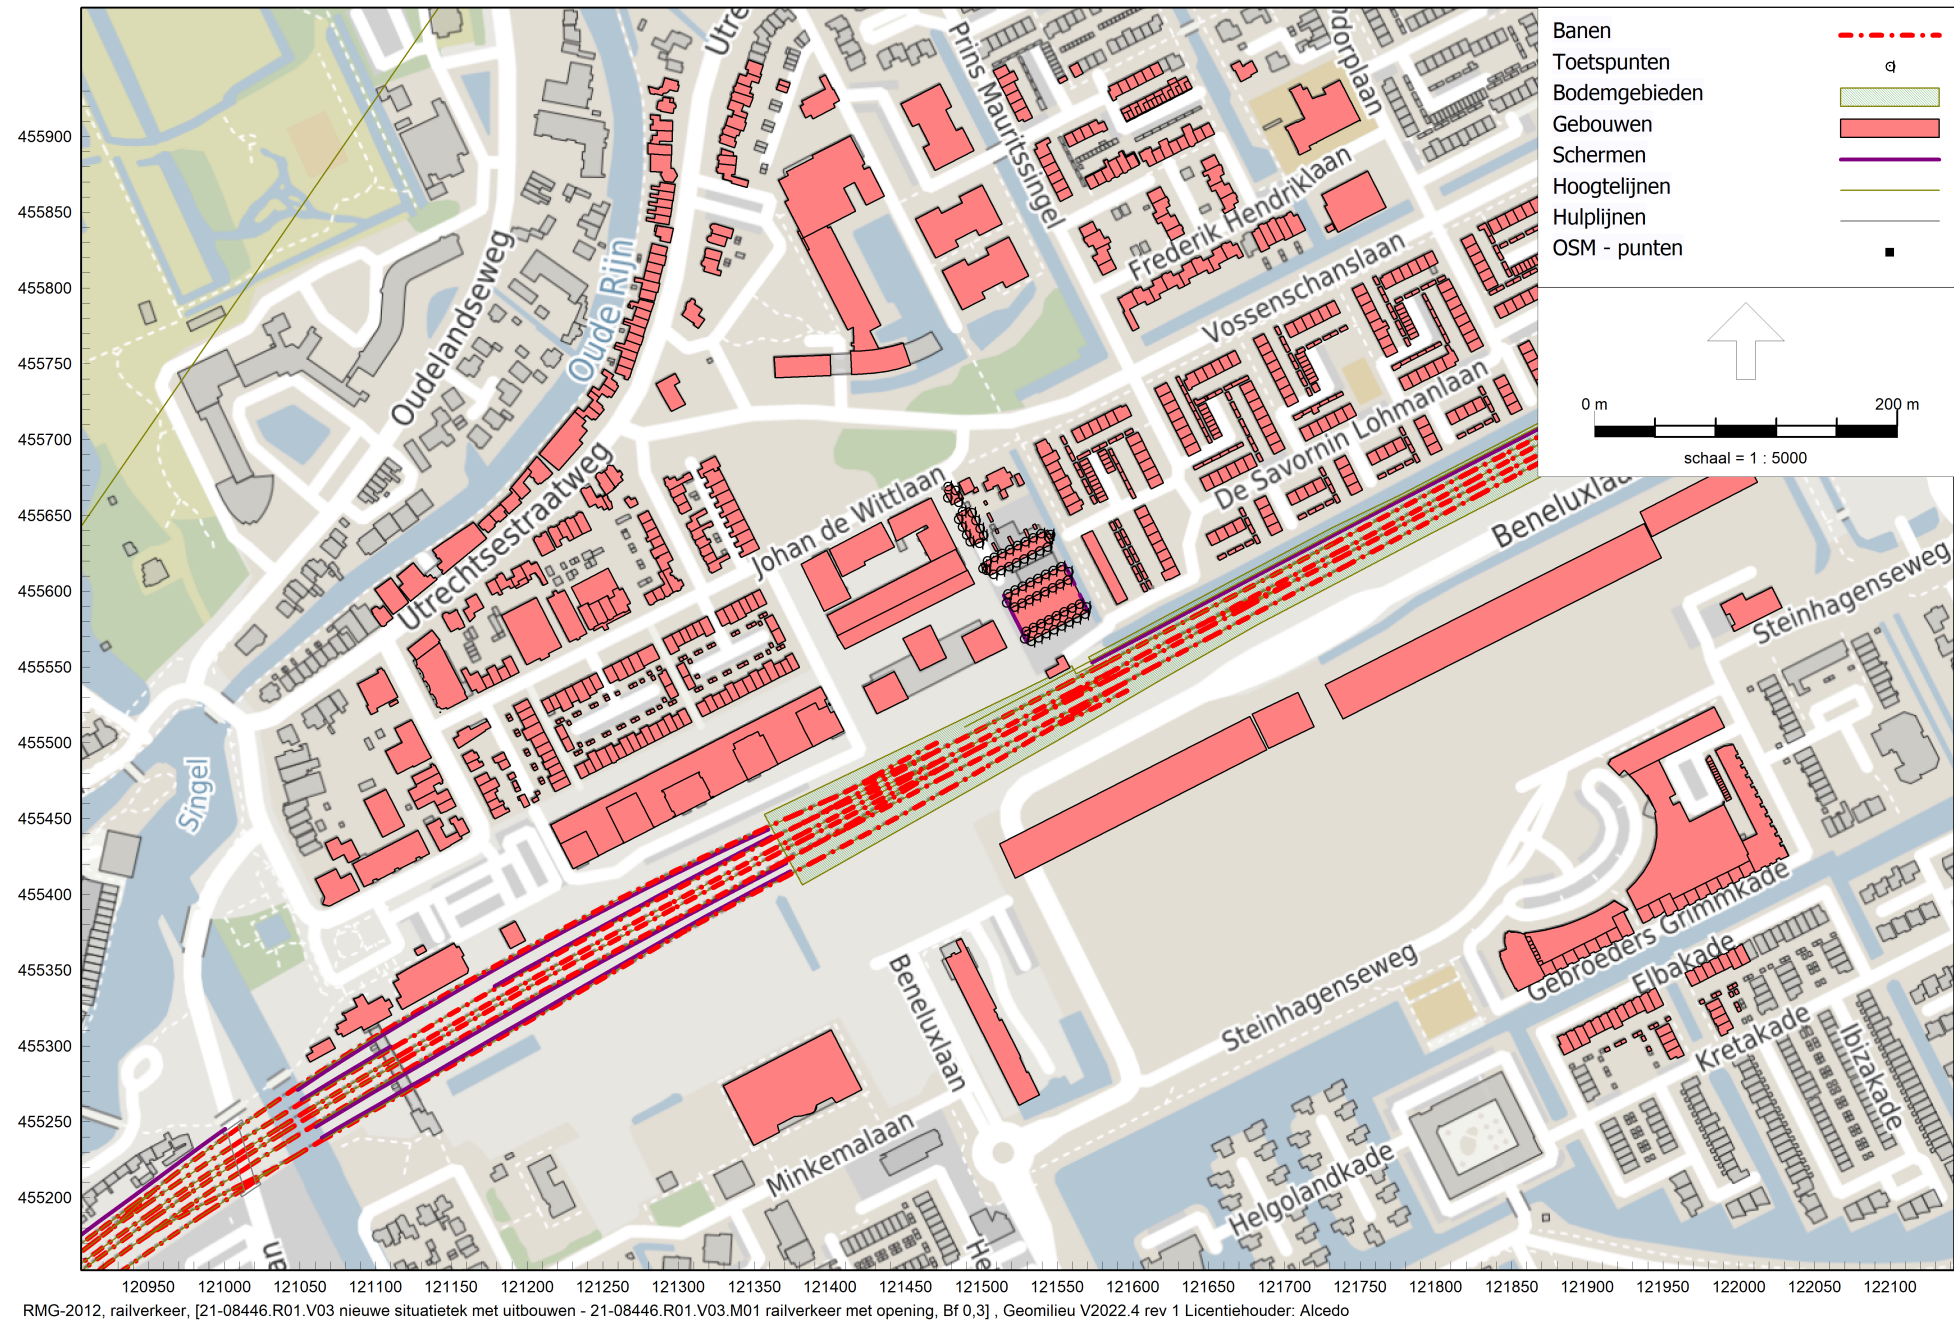 Banen
Toetspunten
Bodemgebieden
Gebouwen
Schermen
Hoogtelijnen
Hulplijnen
OSM - punten
0 m 200 m
schaal = 1 : 5000
Utre
Prins Mauritssingel
ndorplaan
Frederik Hendriklaan
Vossenschanslaan
Oudelandseweg
Oude Rijn
De Savornin Lohmanlaan
Utrechtsestraatweg
Johan de Wittlaan
Beneluxlaa
Steinhagenseweg
Singel
Gebroeders Grimmkade
Elbakade
Kretakade
Ibizakade
Beneluxlaan
Steinhagenseweg
Minkemalaan
Helgolandkade
an
He
455900
455850
455800
455750
455700
455650
455600
455550
455500
455450
455400
455350
455300
455250
455200
120950 121000 121050 121100 121150 121200 121250 121300 121350 121400 121450 121500 121550 121600 121650 121700 121750 121800 121850 121900 121950 122000 122050 122100
RMG-2012, railverkeer, [21-08446.R01.V03 nieuwe situatietek met uitbouwen - 21-08446.R01.V03.M01 railverkeer met opening, Bf 0,3] , Geomilieu V2022.4 rev 1 Licentiehouder: Alcedo